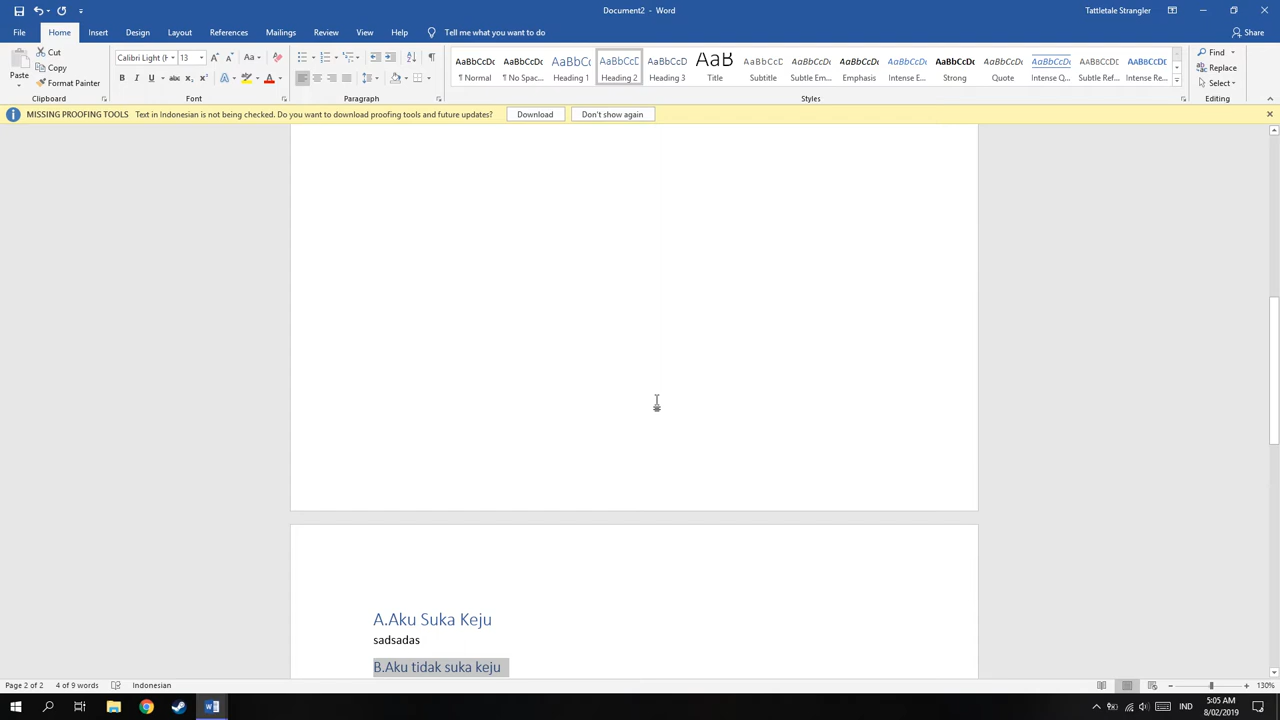 Document2 - Word
Tattletale Strangler
File Home Insert Design Layout References Mailings Review View Help Tell me what you want to do Share
Paste
Cut
Copy
Format Painter
Clipboard
Calibri Light (H 13
Font
Paragraph
AaBbCcDc ¶ Normal
AaBbCcDc ¶ No Spac...
AaBbCc Heading 1
AaBbCcD Heading 2
AaBbCcD Heading 3
AaB Title
AaBbCcD Subtitle
AaBbCcDc Subtle Em...
AaBbCcDc Emphasis
AaBbCcDc Intense E...
AaBbCcDc Strong
AaBbCcDc Quote
AaBbCcDc Intense Q...
AaBbCcDc Subtle Ref...
AaBbCcDc Intense Re...
Styles
Find
Replace
Select
Editing
MISSING PROOFING TOOLS Text in Indonesian is not being checked. Do you want to download proofing tools and future updates? Download Don't show again
A.Aku Suka Keju
sadsadas
B.Aku tidak suka keju
Page 2 of 2 4 of 9 words Indonesian 130%
IND 5:05 AM
8/02/2019